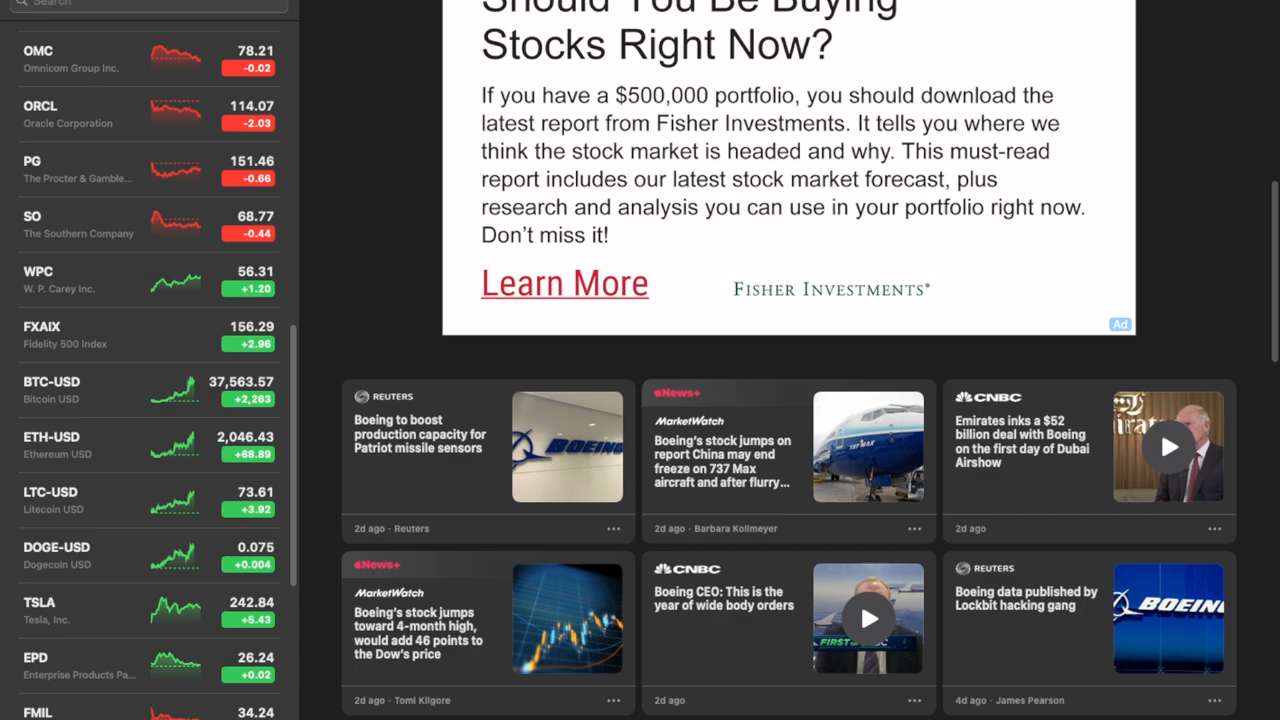 Search
OMC
78.21
Omnicom Group Inc.
-0.02
ORCL
114.07
Oracle Corporation
-2.03
PG
151.46
The Procter & Gamble...
-0.66
SO
68.77
The Southern Company
-0.44
WPC
56.31
W. P. Carey Inc.
+1.20
FXAIX
156.29
Fidelity 500 Index
+2.96
BTC-USD
37,563.57
Bitcoin USD
+2,263
ETH-USD
2,046.43
Ethereum USD
+68.89
LTC-USD
73.61
Litecoin USD
+3.92
DOGE-USD
0.075
Dogecoin USD
+0.004
TSLA
242.84
Tesla, Inc.
+5.43
EPD
26.24
Enterprise Products Pa...
+0.02
FMIL
34.24
Should You Be Buying
Stocks Right Now?
If you have a $500,000 portfolio, you should download the
latest report from Fisher Investments. It tells you where we
think the stock market is headed and why. This must-read
report includes our latest stock market forecast, plus
research and analysis you can use in your portfolio right now.
Don't miss it!
Learn More
FISHER INVESTMENTS®
Ad
REUTERS
Boeing to boost
production capacity for
Patriot missile sensors
BOEING
2d ago · Reuters
News+
MarketWatch
Boeing's stock jumps on
report China may end
freeze on 737 Max
aircraft and after flurry...
737 MAX
2d ago · Barbara Kollmeyer
CNBC
Emirates inks a $52
billion deal with Boeing
on the first day of Dubai
Airshow
2d ago
News+
MarketWatch
Boeing's stock jumps
toward 4-month high,
would add 46 points to
the Dow's price
2d ago · Tomi Kilgore
CNBC
Boeing CEO: This is the
year of wide body orders
FIRST
2d ago
REUTERS
Boeing data published by
Lockbit hacking gang
BOEING
4d ago · James Pearson